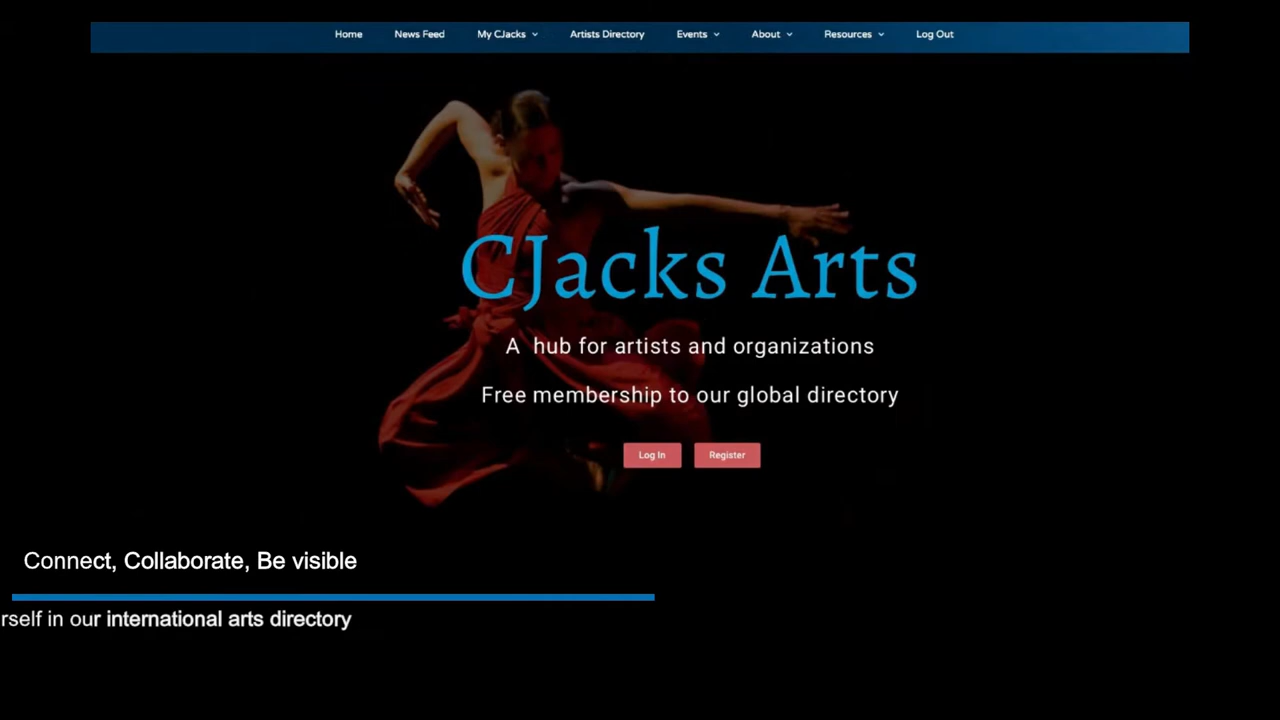 Home News Feed My CJacks Artists Directory Events About Resources Log Out
CJacks Arts
A hub for artists and organizations
Free membership to our global directory
Log In Register
Connect, Collaborate, Be visible
rself in our international arts directory